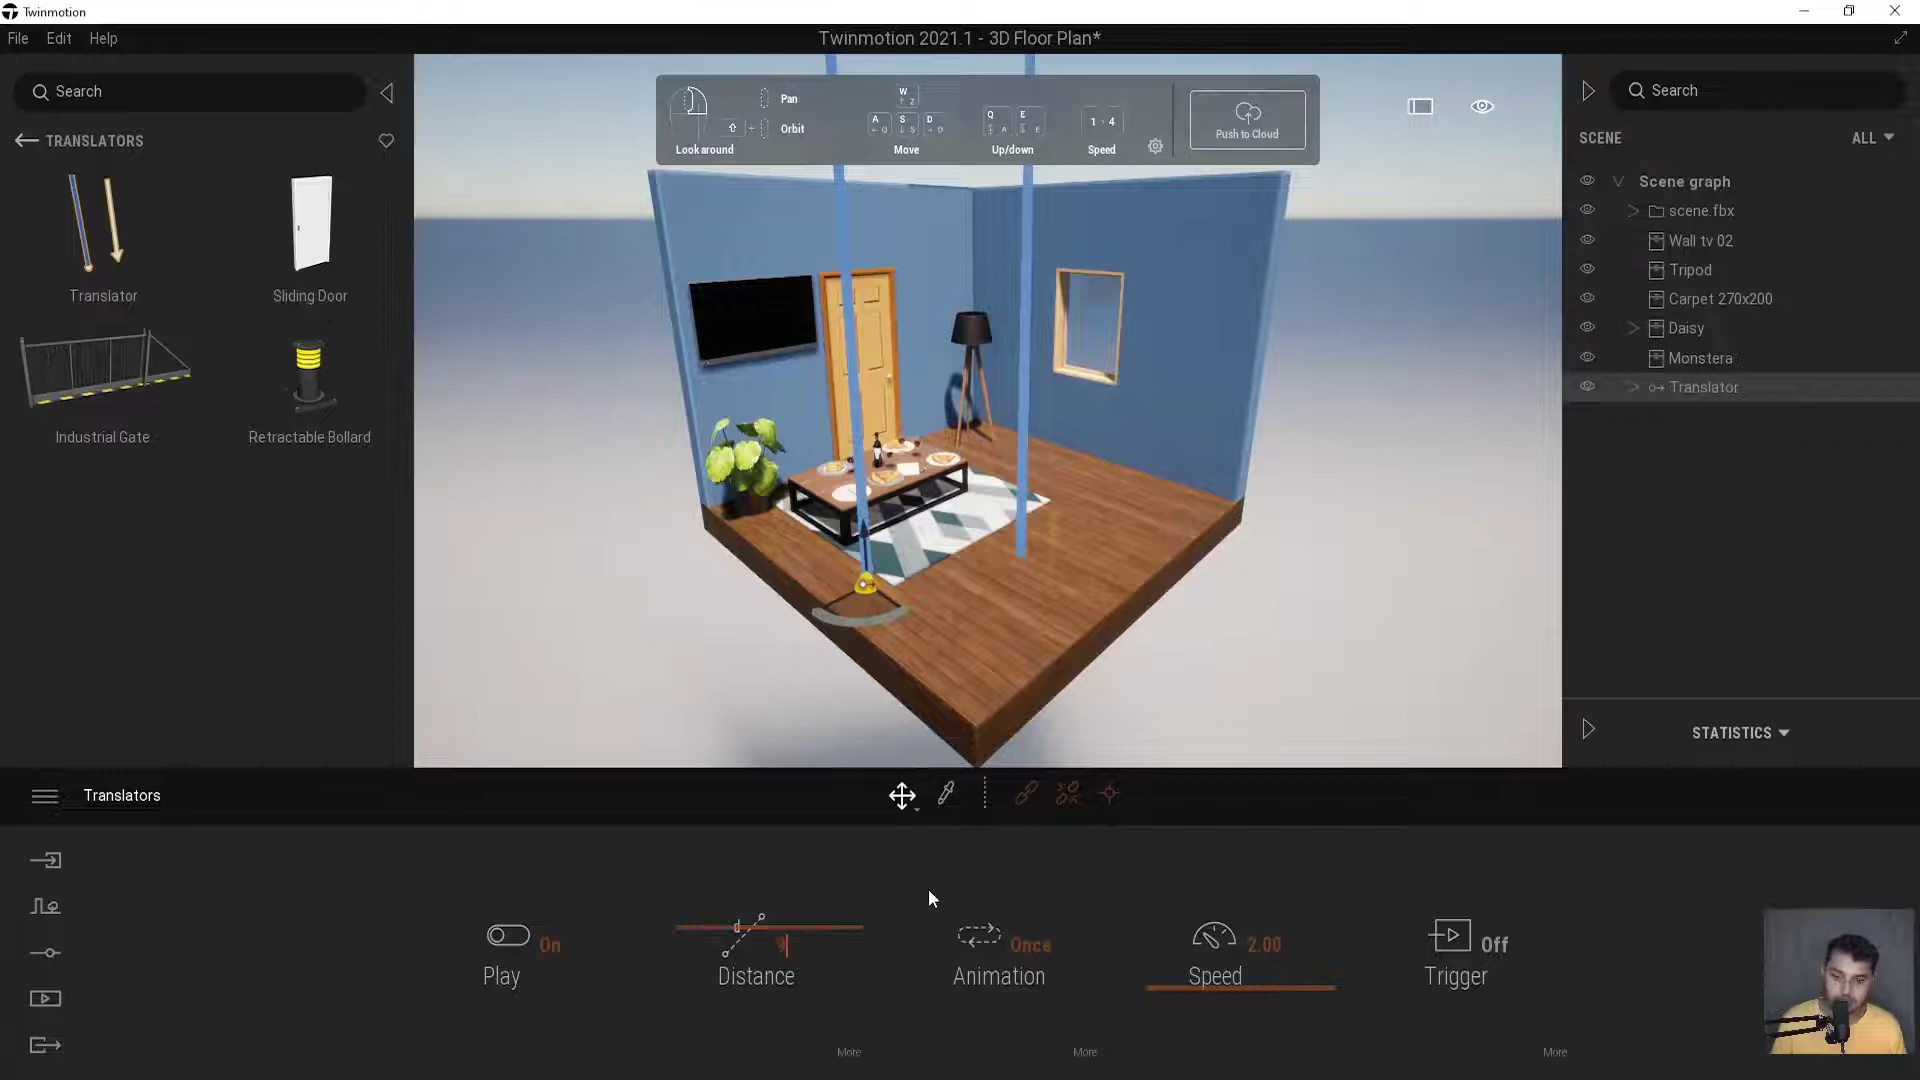 Twinmotion
File Edit Help
Twinmotion 2021.1 - 3D Floor Plan*
Search
TRANSLATORS
Translator
Sliding Door
Industrial Gate
Retractable Bollard
Pan
Orbit
Look around
W
Z
A
S
D
Q
S
D
Move
Q
E
A
E
Up/down
1 - 4
Speed
Push to Cloud
Search
SCENE
ALL
Scene graph
scene.fbx
Wall tv 02
Tripod
Carpet 270x200
Daisy
Monstera
Translator
STATISTICS
Translators
On
Play
d
9
Distance
Once
Animation
2.00
Speed
Off
Trigger
More
More
More